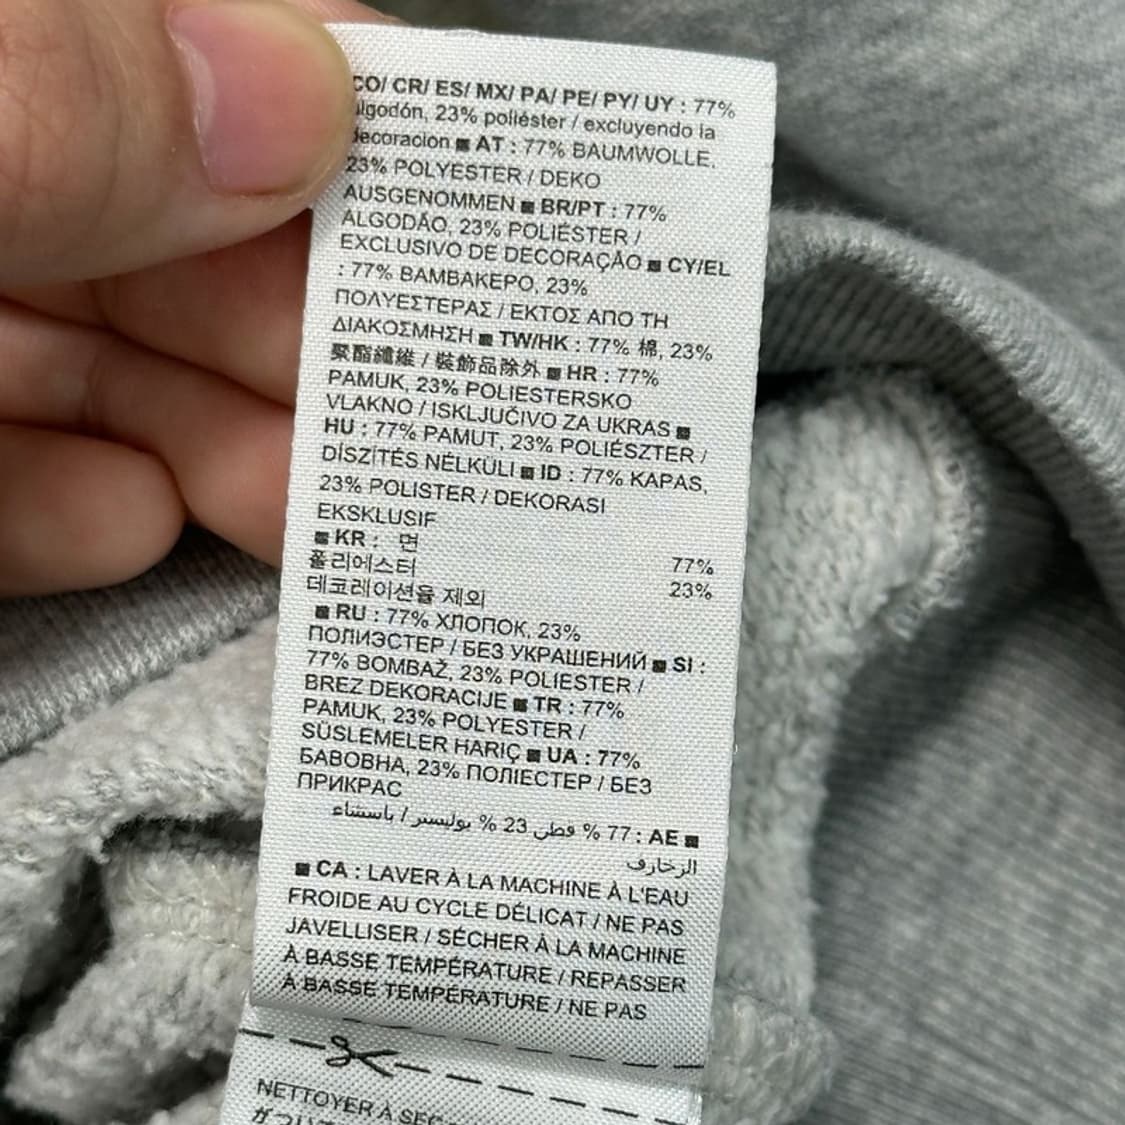 CO/ CR/ ES/ MX/ PA/ PE/ PY/ UY : 77%
algodón, 23% poliéster / excluyendo la
decoracion ■ AT : 77% BAUMWOLLE,
23% POLYESTER / DEKO
AUSGENOMMEN ■ BR/PT : 77%
ALGODÃO, 23% POLIÉSTER /
EXCLUSIVO DE DECORAÇÃO ■ CY/EL
: 77% ΒΑΜΒΑΚΕΡΟ, 23%
ΠΟΛΥΕΣΤΕΡΑΣ / ΕΚΤΟΣ ΑΠΟ ΤΗ
ΔΙΑΚΟΣΜΗΣΗ ■ TW/HK : 77% 棉, 23%
聚酯纖維 / 裝飾品除外 ■ HR : 77%
PAMUK, 23% POLIESTERSKO
VLAKNO / ISKLJUČIVO ZA UKRAS ■
HU : 77% PAMUT, 23% POLIÉSZTER /
DÍSZÍTÉS NÉLKÜLI ■ ID : 77% KAPAS,
23% POLISTER / DEKORASI
EKSKLUSIF
■ KR : 면 77%
폴리에스터 23%
데코레이션율 제외
■ RU : 77% ХЛОПОК, 23%
ПОЛИЭСТЕР / БЕЗ УКРАШЕНИЙ ■ SI :
77% BOMBAŽ, 23% POLIESTER /
BREZ DEKORACIJE ■ TR : 77%
PAMUK, 23% POLYESTER /
SÜSLEMELER HARİÇ ■ UA : 77%
БАВОВНА, 23% ПОЛІЕСТЕР / БЕЗ
ПРИКРАС
■ AE : 77 % قطن 23 % بوليستر / باستثناء
الزخارف
■ CA : LAVER À LA MACHINE À L'EAU
FROIDE AU CYCLE DÉLICAT / NE PAS
JAVELLISER / SÉCHER À LA MACHINE
À BASSE TEMPÉRATURE / REPASSER
À BASSE TEMPÉRATURE / NE PAS
NETTOYER À SEC